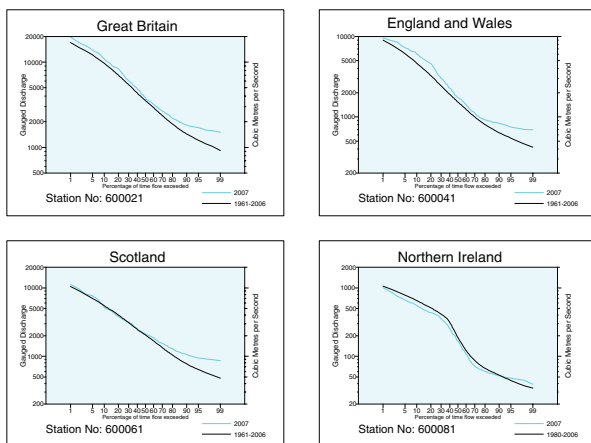 Great Britain
20000
10000
5000
2000
1000
500
Gauged Discharge
Cubic Metres per Second
1 5 10 20 30 40 50 60 70 80 90 95 99
Percentage of time flow exceeded
Station No: 600021
2007
1961-2006
England and Wales
10000
5000
2000
1000
500
200
Gauged Discharge
Cubic Metres per Second
1 5 10 20 30 40 50 60 70 80 90 95 99
Percentage of time flow exceeded
Station No: 600041
2007
1961-2006
Scotland
20000
10000
5000
2000
1000
500
200
Gauged Discharge
Cubic Metres per Second
1 5 10 20 30 40 50 60 70 80 90 95 99
Percentage of time flow exceeded
Station No: 600061
2007
1961-2006
Northern Ireland
2000
1000
500
200
100
50
20
Gauged Discharge
Cubic Metres per Second
1 5 10 20 30 40 50 60 70 80 90 95 99
Percentage of time flow exceeded
Station No: 600081
2007
1980-2006